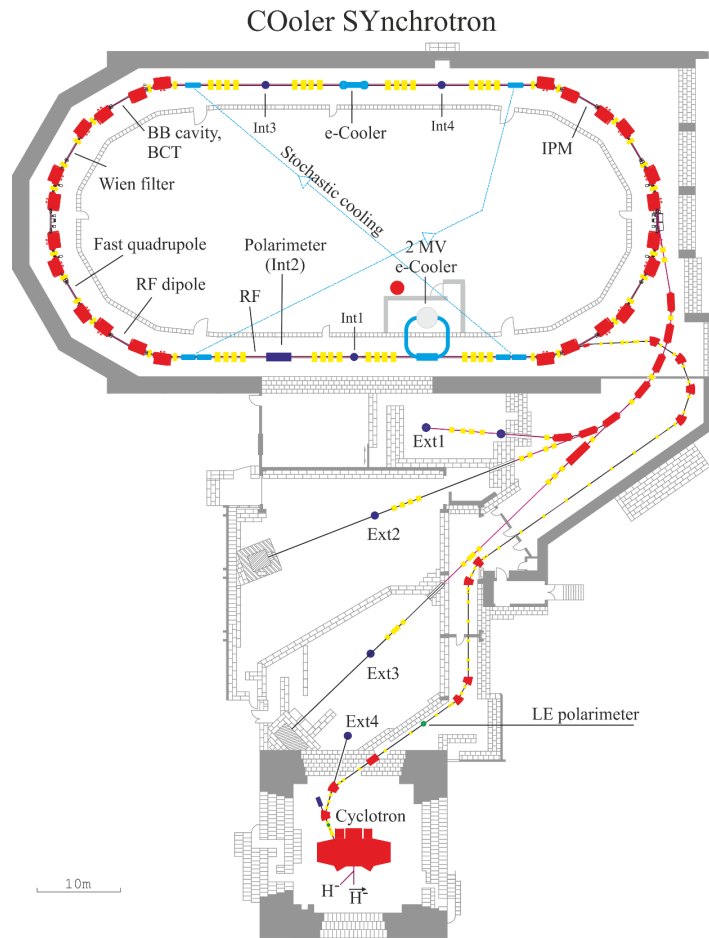 COoler SYnchrotron
Int3
e-Cooler
Int4
BB cavity,
BCT
IPM
Wien filter
Stochastic cooling
Fast quadrupole
Polarimeter
(Int2)
2 MV
e-Cooler
RF dipole
RF
Int1
Ext1
Ext2
Ext3
Ext4
LE polarimeter
Cyclotron
10m
H-
H-